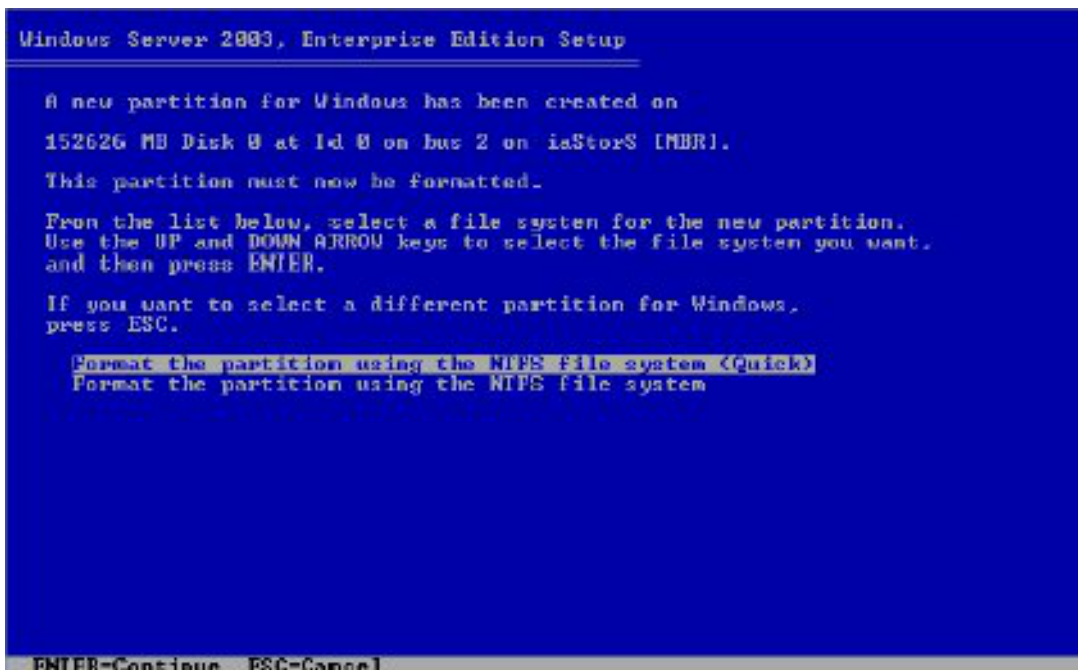 Windows Server 2003, Enterprise Edition Setup
A new partition for Windows has been created on
152626 MB Disk 0 at Id 0 on bus 2 on iaStorS [MBR].
This partition must now be formatted.
From the list below, select a file system for the new partition.
Use the UP and DOWN ARROW keys to select the file system you want,
and then press ENTER.
If you want to select a different partition for Windows,
press ESC.
Format the partition using the NTFS file system (Quick)
Format the partition using the NTFS file system
ENTER=Continue ESC=Cancel